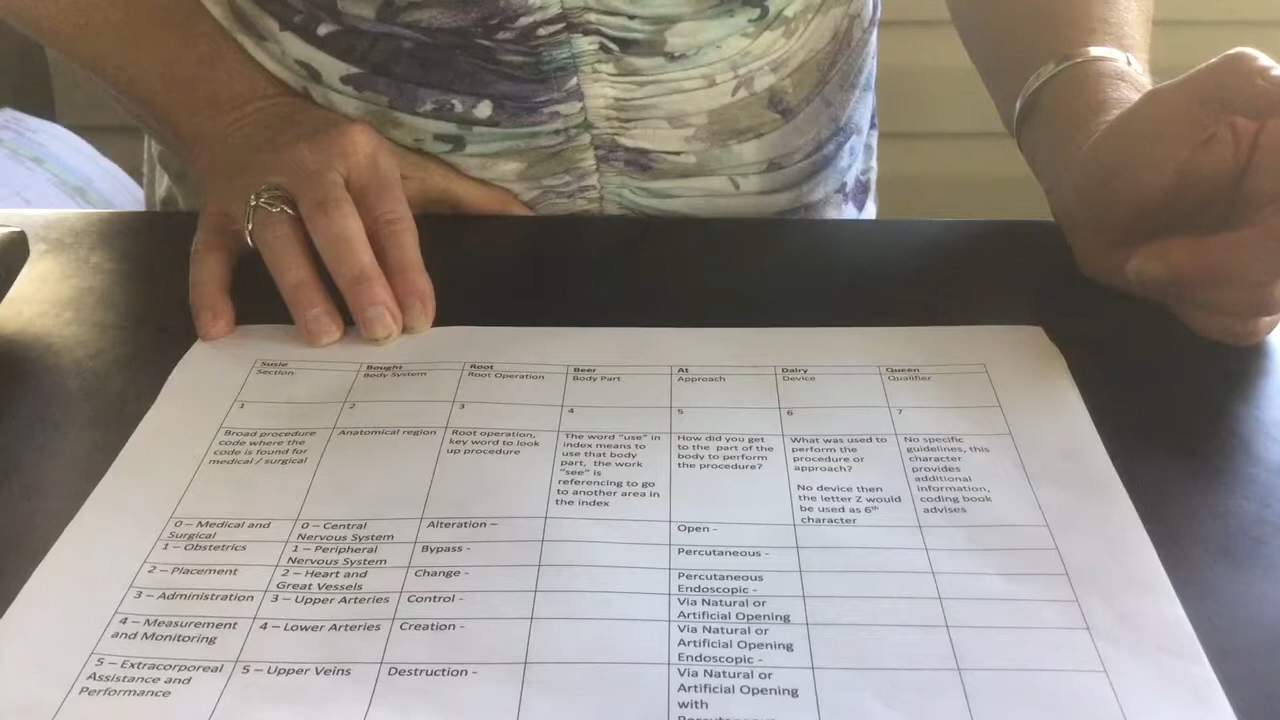 Susie Bought Root Beer At Dairy Queen
Section Body System Root Operation Body Part Approach Device Qualifier
1 2 3 4 5 6 7
Broad procedure
code where the
code is found for
medical / surgical
Anatomical region
Root operation,
key word to look
up procedure
The word "use" in
index means to
use that body
part, the work
"see" is
referencing to go
to another area in
the index
How did you get
to the part of the
body to perform
the procedure?
What was used to
perform the
procedure or
approach?
No device then
the letter Z would
be used as 6th
character
No specific
guidelines, this
character
provides
additional
information,
coding book
advises
0 – Medical and
Surgical
0 – Central
Nervous System
Alteration –
Open -
1 – Obstetrics
1 – Peripheral
Nervous System
Bypass -
Percutaneous -
2 – Placement
2 – Heart and
Great Vessels
Change -
Percutaneous
Endoscopic -
3 – Administration
3 – Upper Arteries
Control -
Via Natural or
Artificial Opening
4 – Measurement
and Monitoring
4 – Lower Arteries
Creation -
Via Natural or
Artificial Opening
Endoscopic -
5 – Extracorporeal
Assistance and
Performance
5 – Upper Veins
Destruction -
Via Natural or
Artificial Opening
with